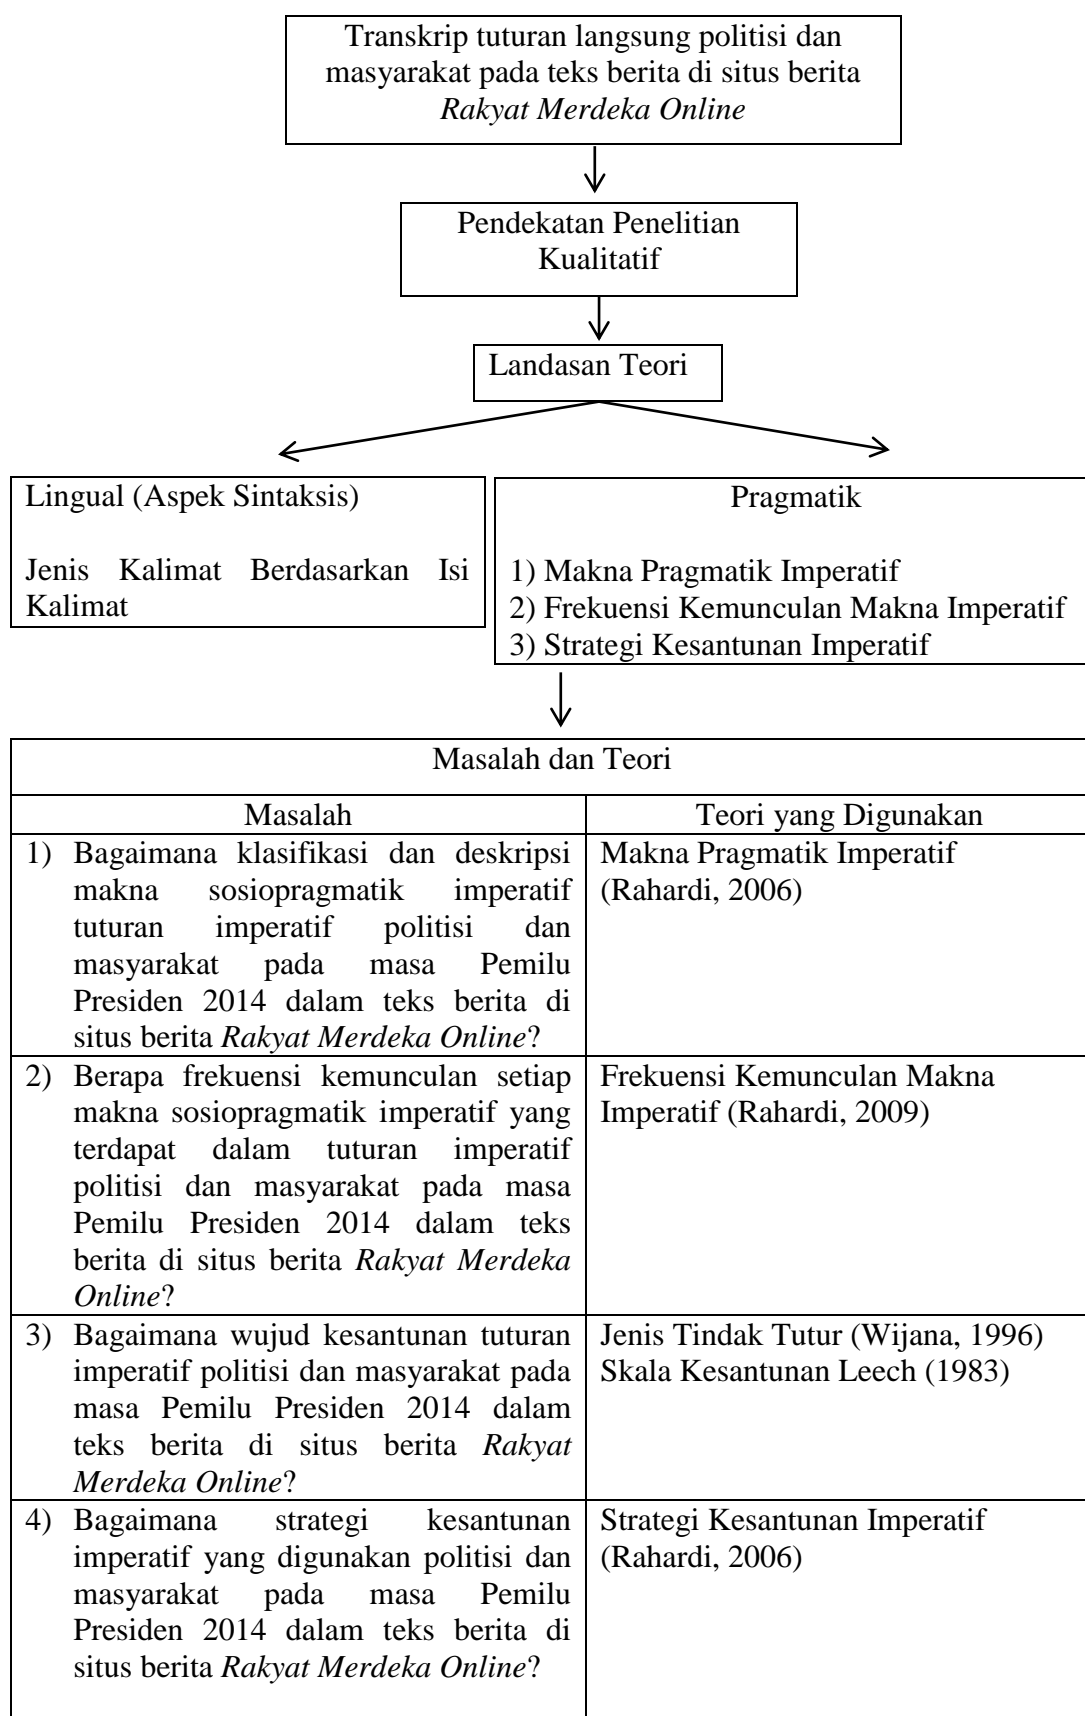 Transkrip tuturan langsung politisi dan
masyarakat pada teks berita di situs berita
Rakyat Merdeka Online
Pendekatan Penelitian
Kualitatif
Landasan Teori
Lingual (Aspek Sintaksis)
Jenis Kalimat Berdasarkan Isi
Kalimat
Pragmatik
1) Makna Pragmatik Imperatif
2) Frekuensi Kemunculan Makna Imperatif
3) Strategi Kesantunan Imperatif
Masalah dan Teori
Masalah
Teori yang Digunakan
1) Bagaimana klasifikasi dan deskripsi
makna sosiopragmatik imperatif
tuturan imperatif politisi dan
masyarakat pada masa Pemilu
Presiden 2014 dalam teks berita di
situs berita Rakyat Merdeka Online?
Makna Pragmatik Imperatif
(Rahardi, 2006)
2) Berapa frekuensi kemunculan setiap
makna sosiopragmatik imperatif yang
terdapat dalam tuturan imperatif
politisi dan masyarakat pada masa
Pemilu Presiden 2014 dalam teks
berita di situs berita Rakyat Merdeka
Online?
Frekuensi Kemunculan Makna
Imperatif (Rahardi, 2009)
3) Bagaimana wujud kesantunan tuturan
imperatif politisi dan masyarakat pada
masa Pemilu Presiden 2014 dalam
teks berita di situs berita Rakyat
Merdeka Online?
Jenis Tindak Tutur (Wijana, 1996)
Skala Kesantunan Leech (1983)
4) Bagaimana strategi kesantunan
imperatif yang digunakan politisi dan
masyarakat pada masa Pemilu
Presiden 2014 dalam teks berita di
situs berita Rakyat Merdeka Online?
Strategi Kesantunan Imperatif
(Rahardi, 2006)